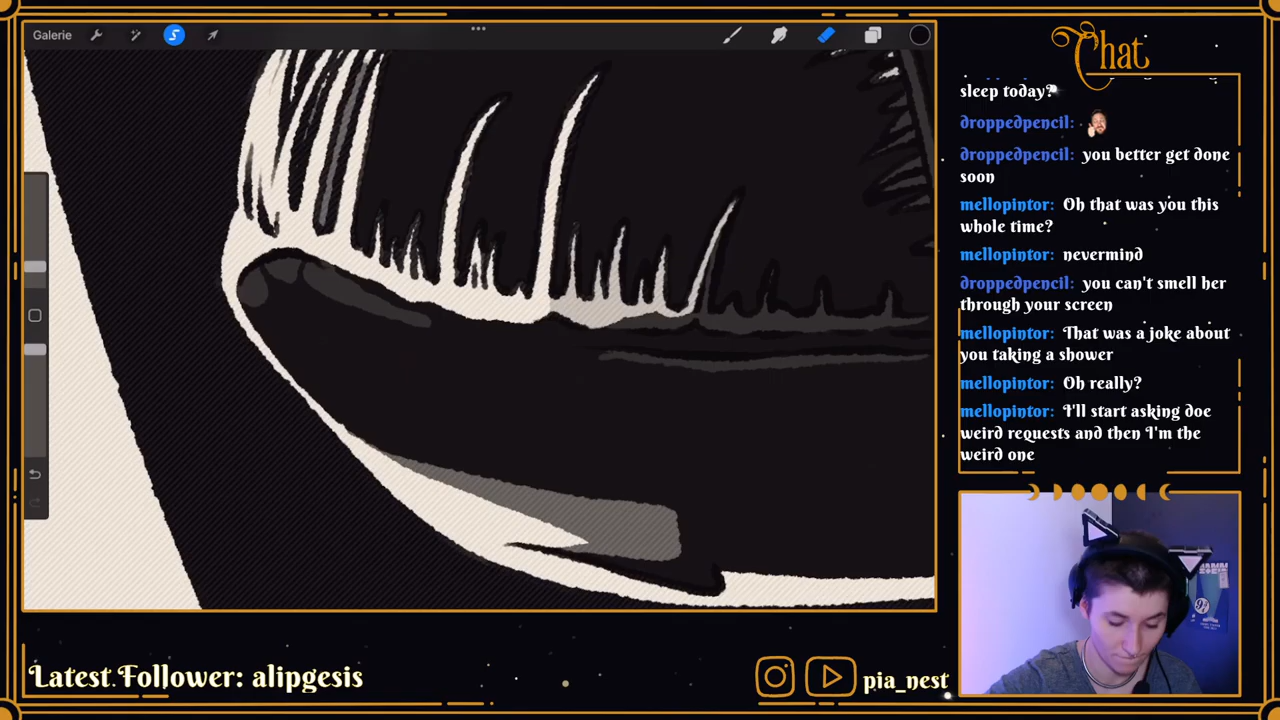 Galerie
Chat
sleep today?
droppedpencil:
droppedpencil: you better get done
soon
mellopintor: Oh that was you this
whole time?
mellopintor: nevermind
droppedpencil: you can't smell her
through your screen
mellopintor: That was a joke about
you taking a shower
mellopintor: Oh really?
mellopintor: I'll start asking doe
weird requests and then I'm the
weird one
Latest Follower: alipgesis
pia_nest